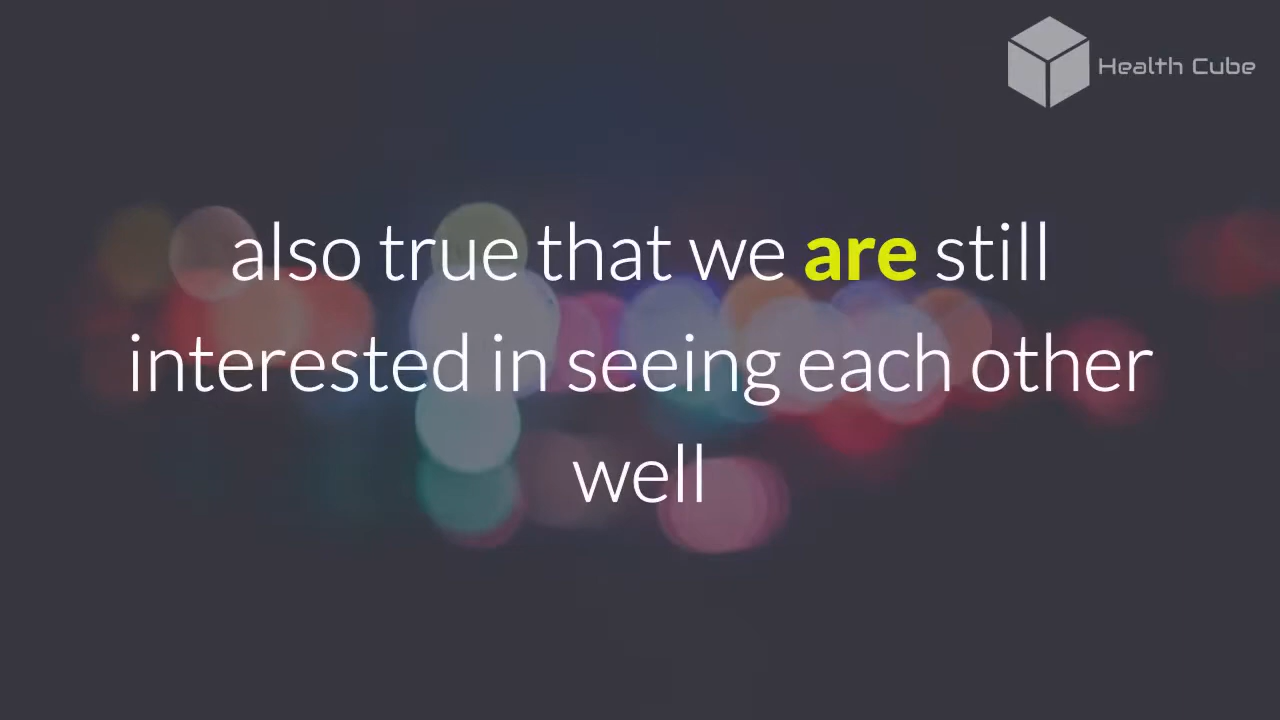 Health Cube
also true that we are still
interested in seeing each other
well